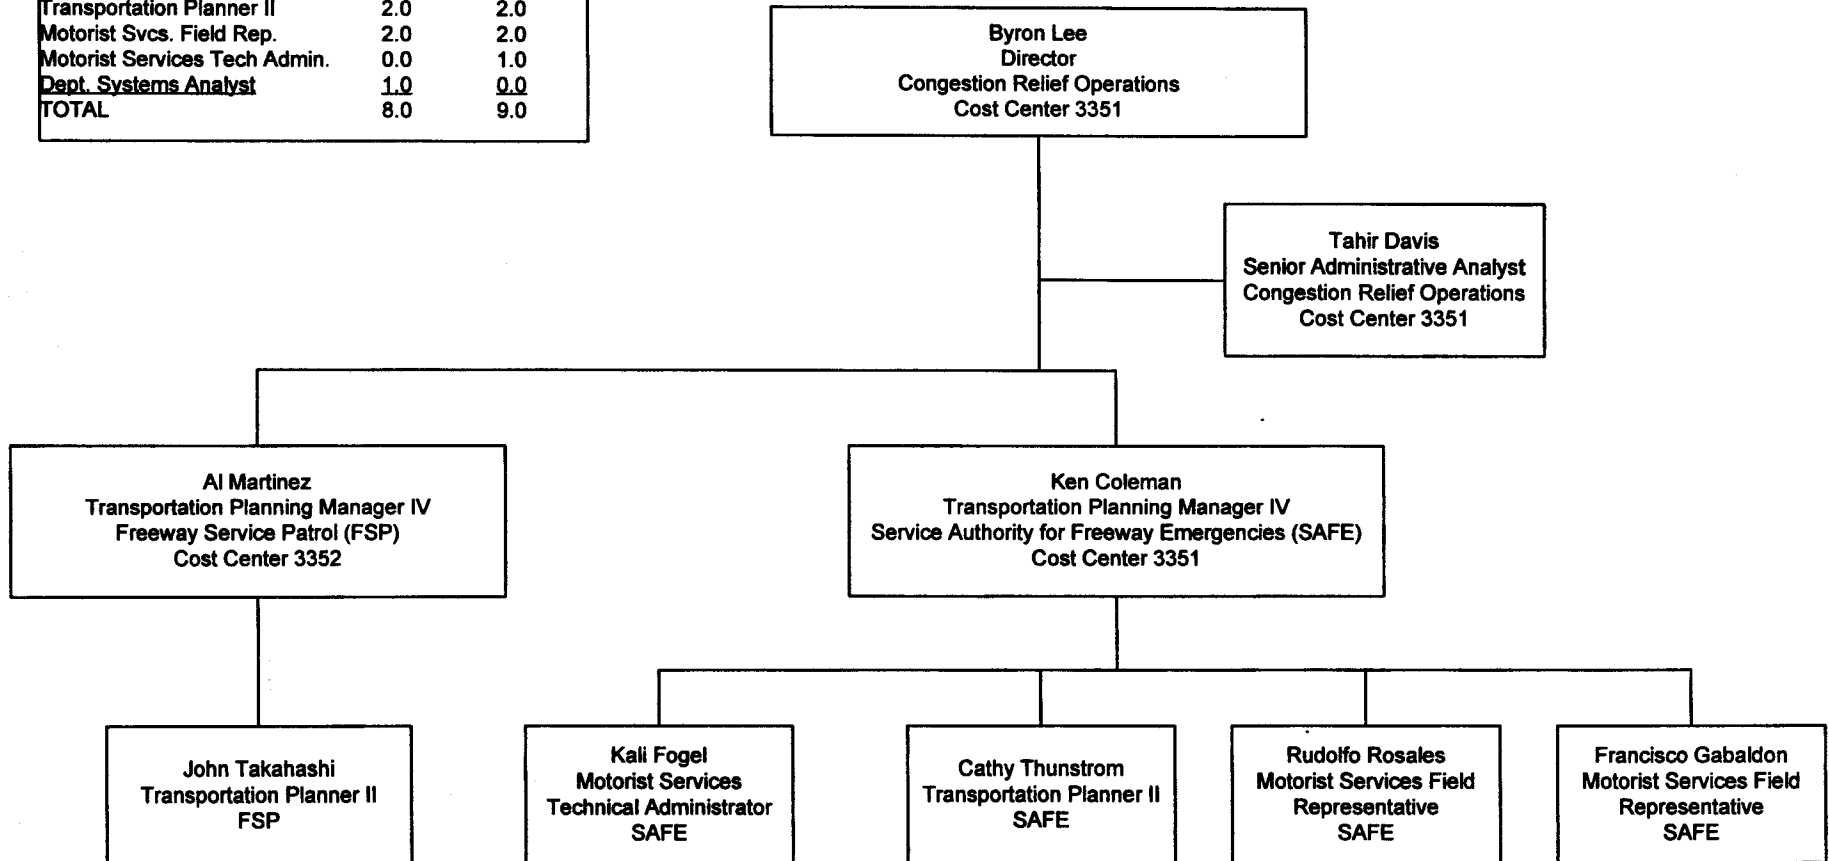 Transportation Planner II 2.0 2.0
Motorist Svcs. Field Rep. 2.0 2.0
Motorist Services Tech Admin. 0.0 1.0
Dept. Systems Analyst 1.0 0.0
TOTAL 8.0 9.0
Byron Lee
Director
Congestion Relief Operations
Cost Center 3351
Tahir Davis
Senior Administrative Analyst
Congestion Relief Operations
Cost Center 3351
Al Martinez
Transportation Planning Manager IV
Freeway Service Patrol (FSP)
Cost Center 3352
Ken Coleman
Transportation Planning Manager IV
Service Authority for Freeway Emergencies (SAFE)
Cost Center 3351
John Takahashi
Transportation Planner II
FSP
Kali Fogel
Motorist Services
Technical Administrator
SAFE
Cathy Thunstrom
Transportation Planner II
SAFE
Rudolfo Rosales
Motorist Services Field
Representative
SAFE
Francisco Gabaldon
Motorist Services Field
Representative
SAFE